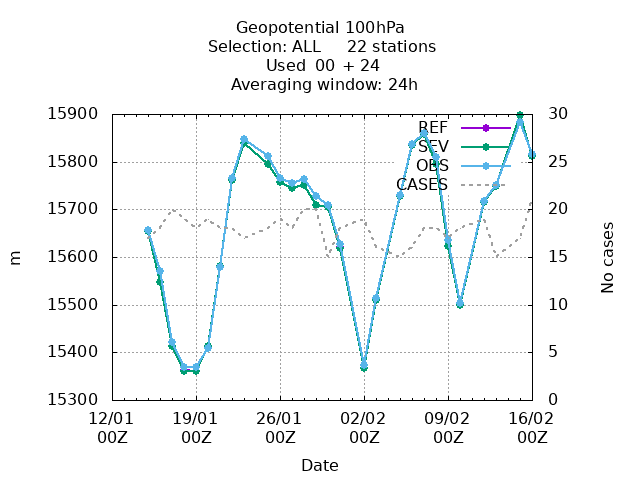 Geopotential 100hPa
Selection: ALL     22 stations
Used  00  + 24
Averaging window: 24h
15900
15800
15700
15600
15500
15400
15300
m
30
25
20
15
10
5
0
No cases
REF
SEV
OBS
CASES
12/01 19/01 26/01 02/02 09/02 16/02
00Z 00Z 00Z 00Z 00Z 00Z
Date